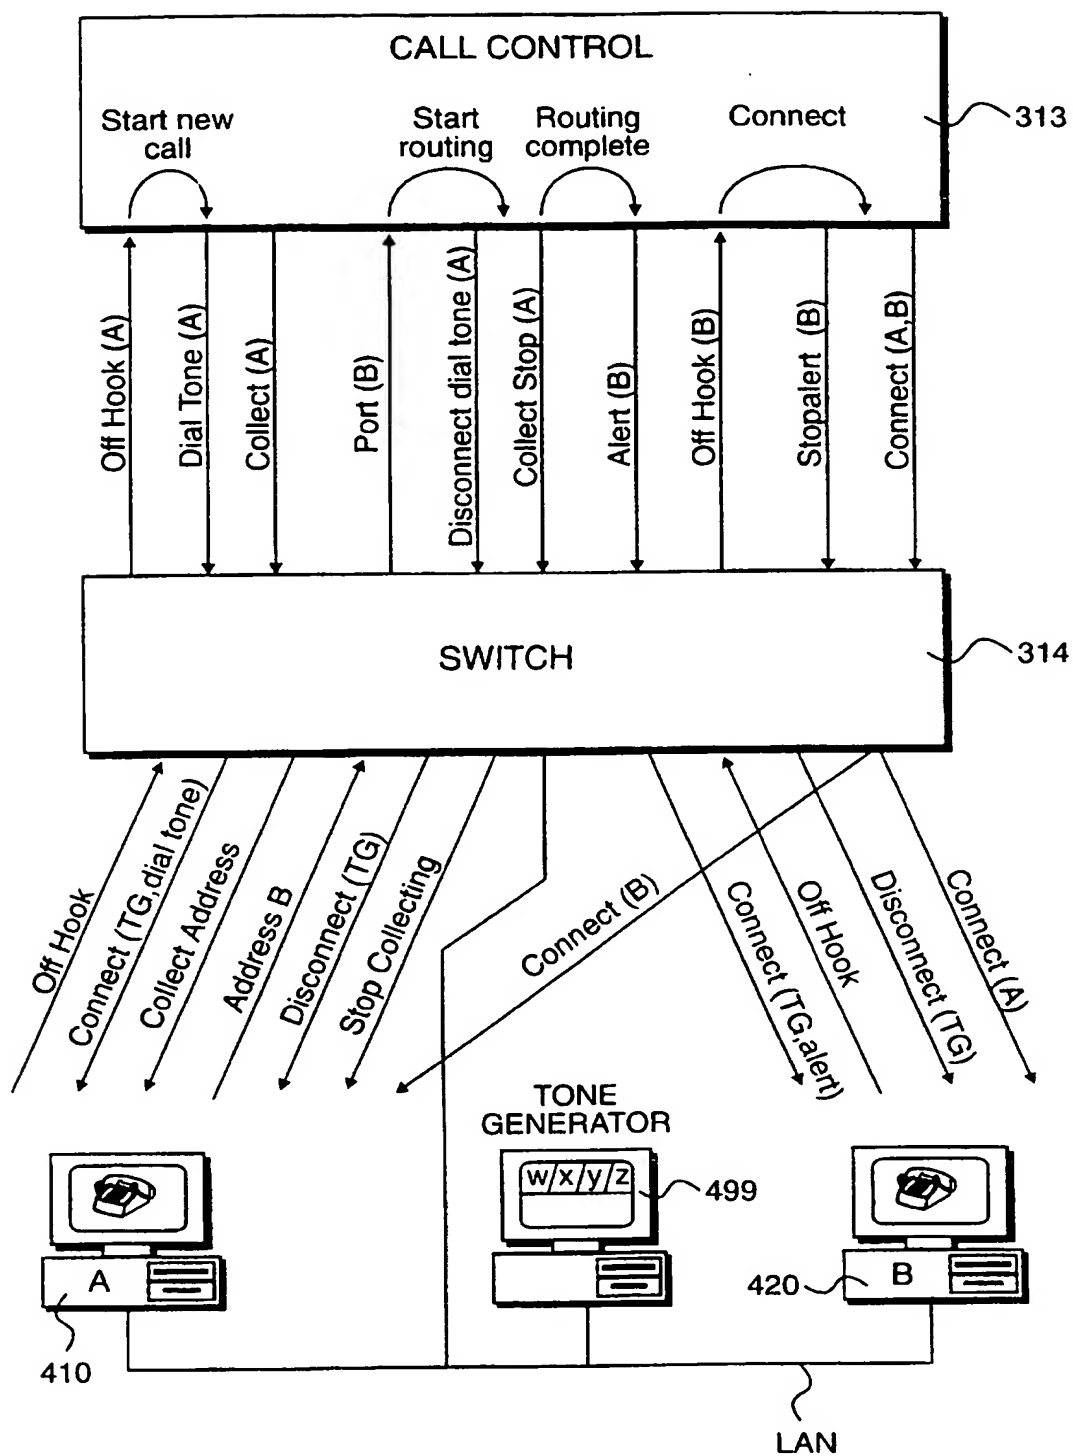 CALL CONTROL
Start new
call
Start
routing
Routing
complete
Connect
313
Off Hook (A)
Dial Tone (A)
Collect (A)
Port (B)
Disconnect dial tone (A)
Collect Stop (A)
Alert (B)
Off Hook (B)
Stopalert (B)
Connect (A,B)
SWITCH
314
Off Hook
Connect (TG,dial tone)
Collect Address
Address B
Disconnect (TG)
Stop Collecting
Connect (B)
Connect (TG,alert)
Off Hook
Disconnect (TG)
Connect (A)
TONE
GENERATOR
w/x/y/z
499
A
410
420
B
LAN